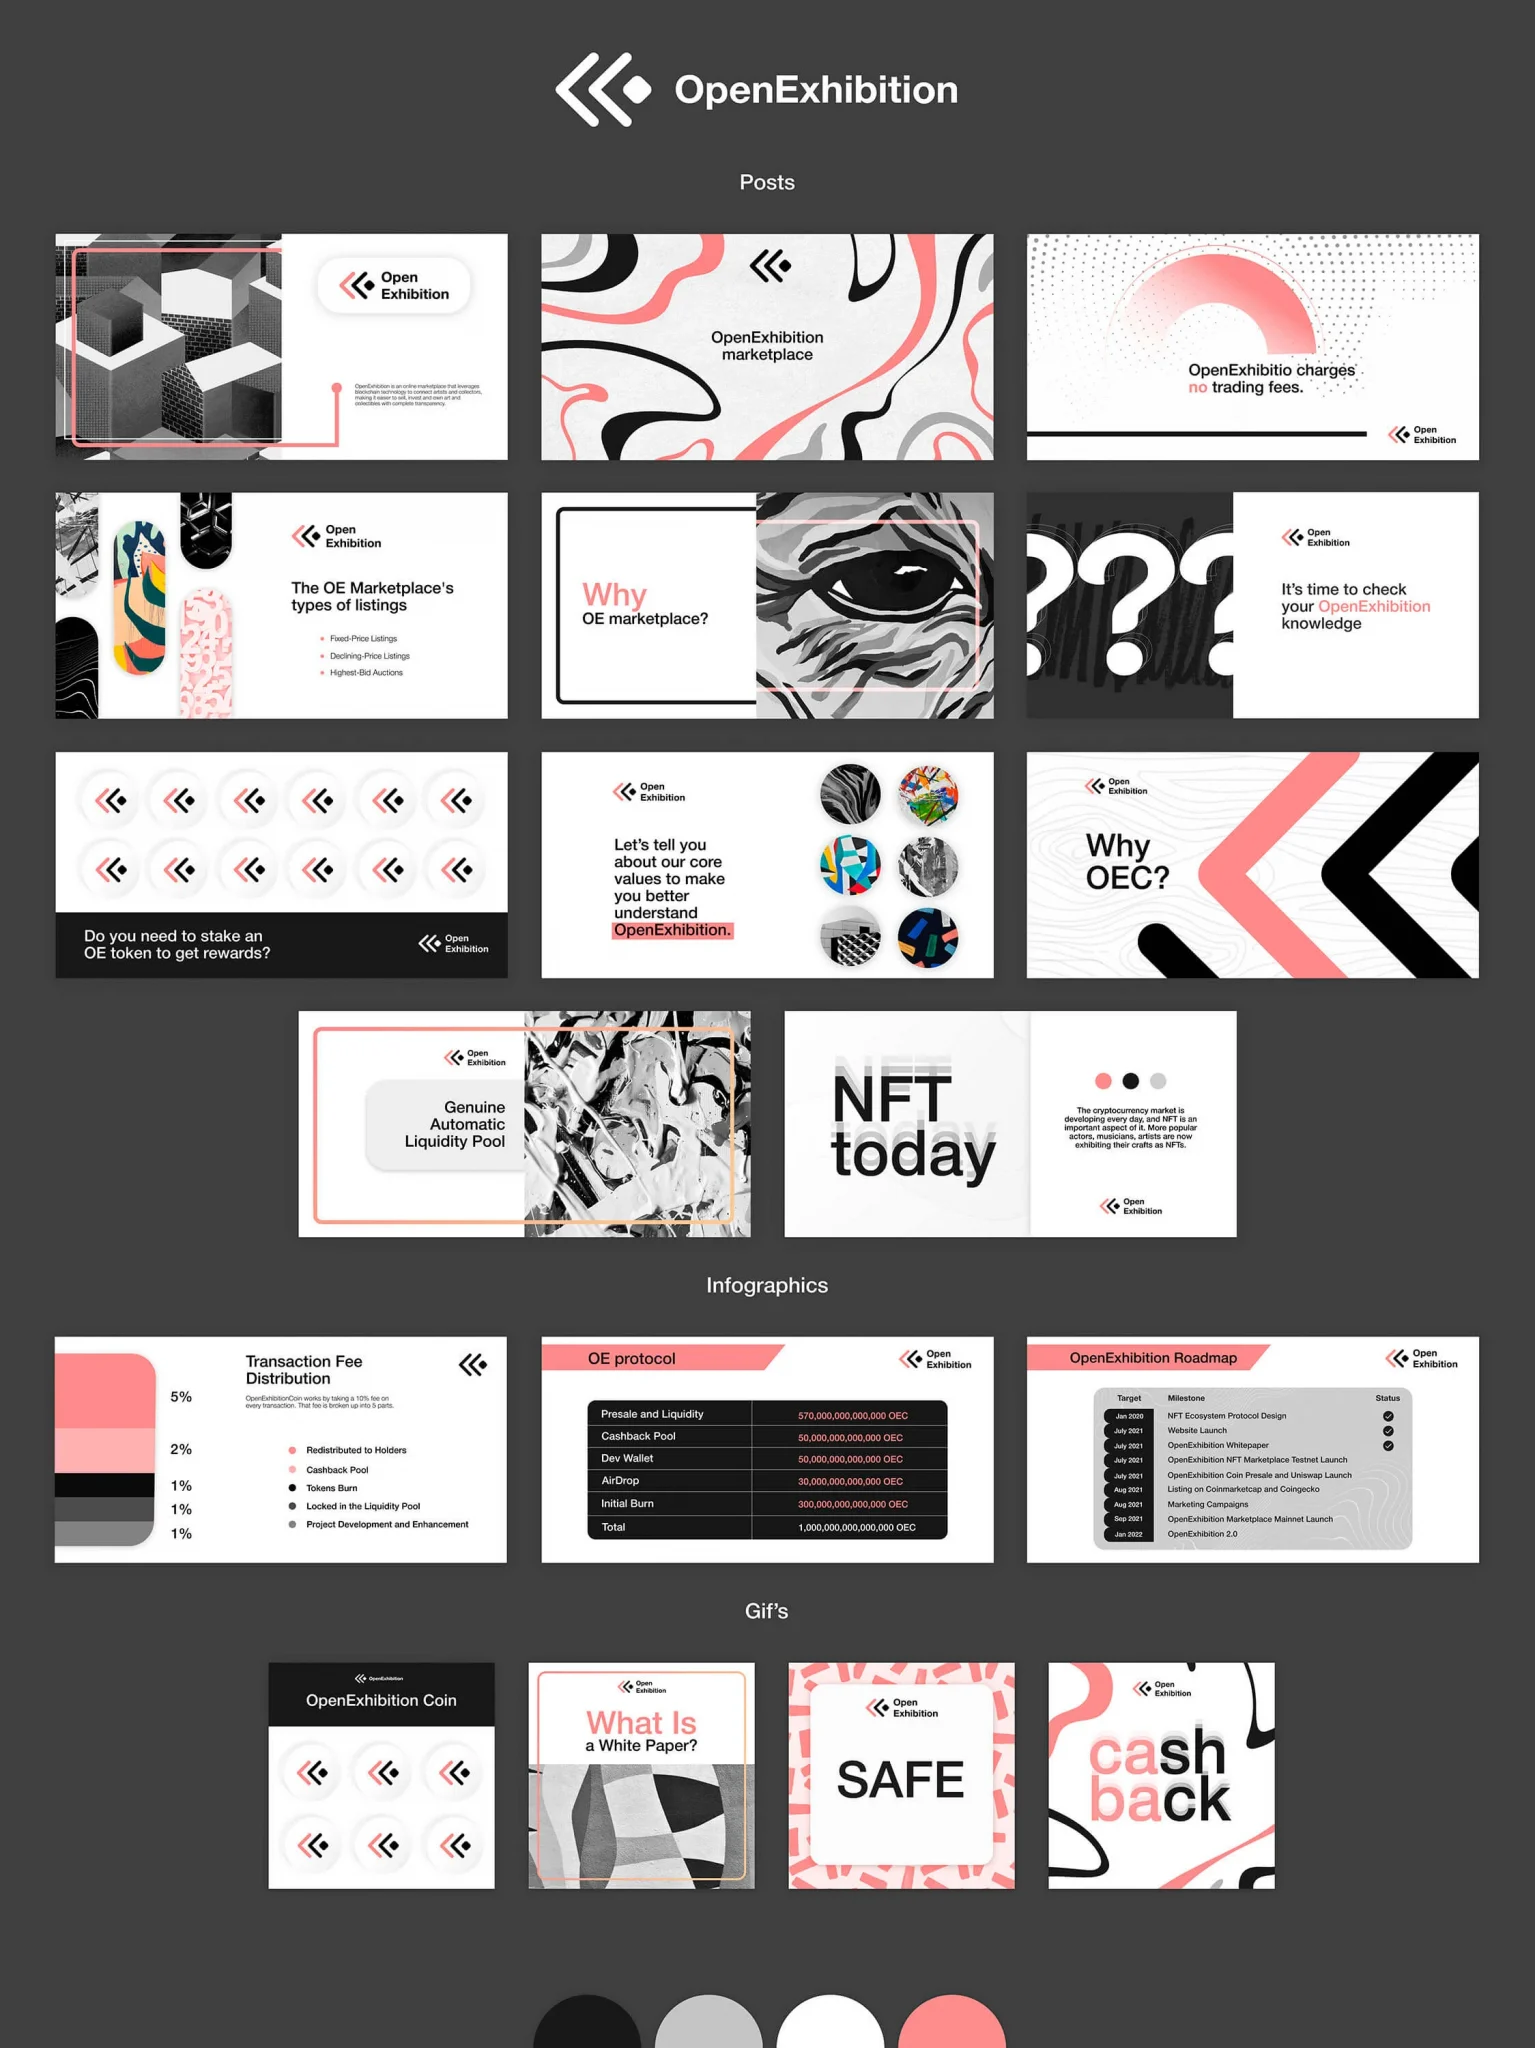 OpenExhibition
Posts
Open
Exhibition
OpenExhibition is an online marketplace that leverages
blockchain technology to connect artists and collectors,
making it easier to sell, invest and own art and
collectibles with complete transparency.
OpenExhibition
marketplace
OpenExhibitio charges
no trading fees.
Open
Exhibition
Open
Exhibition
The OE Marketplace's
types of listings
Fixed-Price Listings
Declining-Price Listings
Highest-Bid Auctions
Why
OE marketplace?
???
Open
Exhibition
It's time to check
your OpenExhibition
knowledge
Do you need to stake an
OE token to get rewards?
Open
Exhibition
Open
Exhibition
Let's tell you
about our core
values to make
you better
understand
OpenExhibition.
Open
Exhibition
Why
OEC?
Open
Exhibition
Genuine
Automatic
Liquidity Pool
NFT
today
The cryptocurrency market is
developing every day, and NFT is an
important aspect of it. More popular
actors, musicians, artists are now
exhibiting their crafts as NFTs.
Open
Exhibition
Infographics
Transaction Fee
Distribution
OpenExhibitionCoin works by taking a 10% fee on
every transaction. That fee is broken up into 5 parts.
5%
2%
1%
1%
1%
Redistributed to Holders
Cashback Pool
Tokens Burn
Locked in the Liquidity Pool
Project Development and Enhancement
OE protocol
Open
Exhibition
Presale and Liquidity 570,000,000,000,000 OEC
Cashback Pool 50,000,000,000,000 OEC
Dev Wallet 50,000,000,000,000 OEC
AirDrop 30,000,000,000,000 OEC
Initial Burn 300,000,000,000,000 OEC
Total 1,000,000,000,000,000 OEC
OpenExhibition Roadmap
Open
Exhibition
Target Milestone Status
Jan 2020 NFT Ecosystem Protocol Design
July 2021 Website Launch
July 2021 OpenExhibition Whitepaper
July 2021 OpenExhibition NFT Marketplace Testnet Launch
July 2021 OpenExhibition Coin Presale and Uniswap Launch
Aug 2021 Listing on Coinmarketcap and Coingecko
Aug 2021 Marketing Campaigns
Sep 2021 OpenExhibition Marketplace Mainnet Launch
Jan 2022 OpenExhibition 2.0
Gif's
OpenExhibition
OpenExhibition Coin
Open
Exhibition
What Is
a White Paper?
Open
Exhibition
SAFE
Open
Exhibition
cash
back